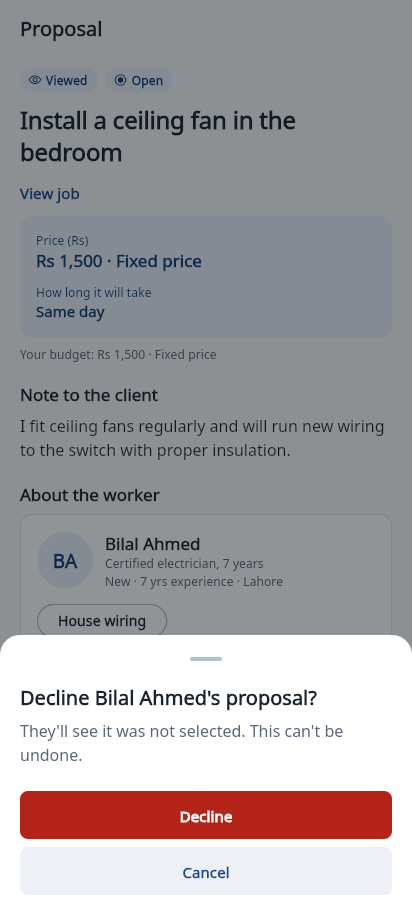 Proposal
Viewed
Open
Install a ceiling fan in the
bedroom
View job
Price (Rs)
Rs 1,500 · Fixed price
How long it will take
Same day
Your budget: Rs 1,500 · Fixed price
Note to the client
I fit ceiling fans regularly and will run new wiring
to the switch with proper insulation.
About the worker
BA
Bilal Ahmed
Certified electrician, 7 years
New · 7 yrs experience · Lahore
House wiring
Decline Bilal Ahmed's proposal?
They'll see it was not selected. This can't be
undone.
Decline
Cancel